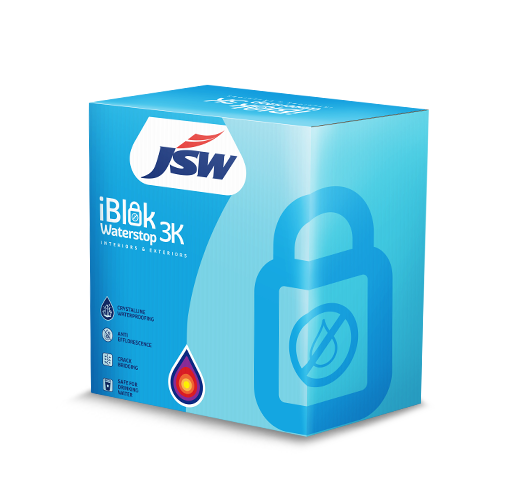 JSW
iBlok
Waterstop 3K
INTERIORS & EXTERIORS
CRYSTALLINE
WATERPROOFING
ANTI
EFFLORESCENCE
CRACK
BRIDGING
SAFE FOR
DRINKING
WATER